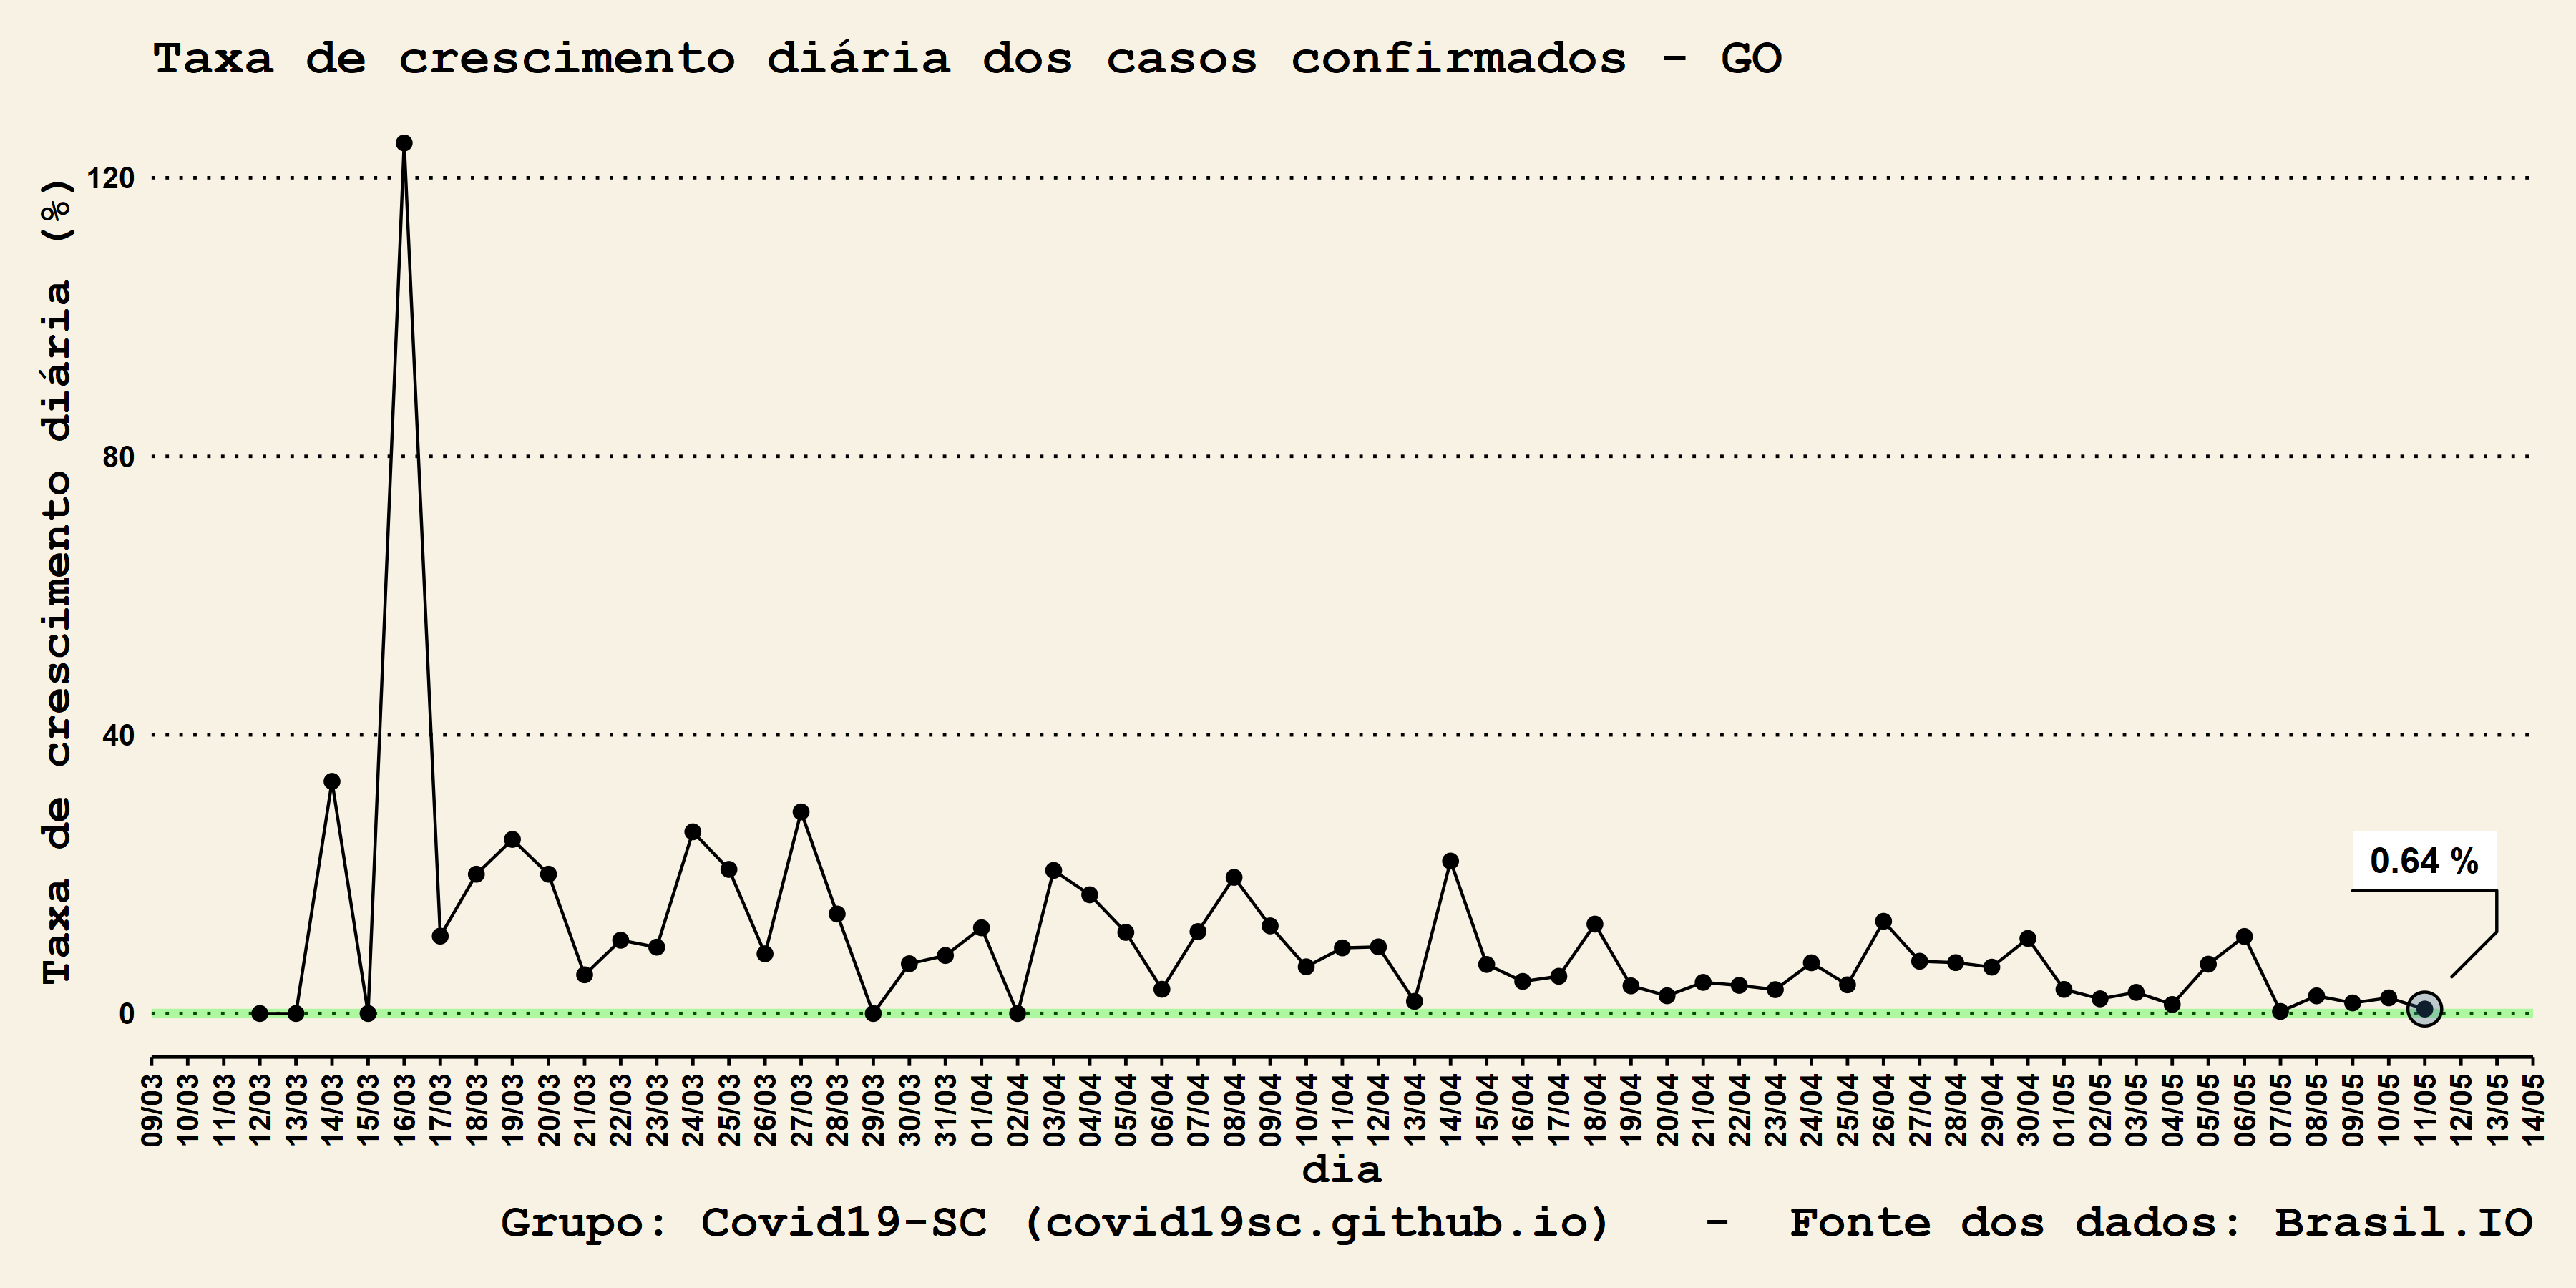 Taxa de crescimento diária dos casos confirmados - GO
Taxa de crescimento diária (%)
120
80
40
0
0.64 %
09/03 10/03 11/03 12/03 13/03 14/03 15/03 16/03 17/03 18/03 19/03 20/03 21/03 22/03 23/03 24/03 25/03 26/03 27/03 28/03 29/03 30/03 31/03 01/04 02/04 03/04 04/04 05/04 06/04 07/04 08/04 09/04 10/04 11/04 12/04 13/04 14/04 15/04 16/04 17/04 18/04 19/04 20/04 21/04 22/04 23/04 24/04 25/04 26/04 27/04 28/04 29/04 30/04 01/05 02/05 03/05 04/05 05/05 06/05 07/05 08/05 09/05 10/05 11/05 12/05 13/05 14/05
dia
Grupo: Covid19-SC (covid19sc.github.io) - Fonte dos dados: Brasil.IO